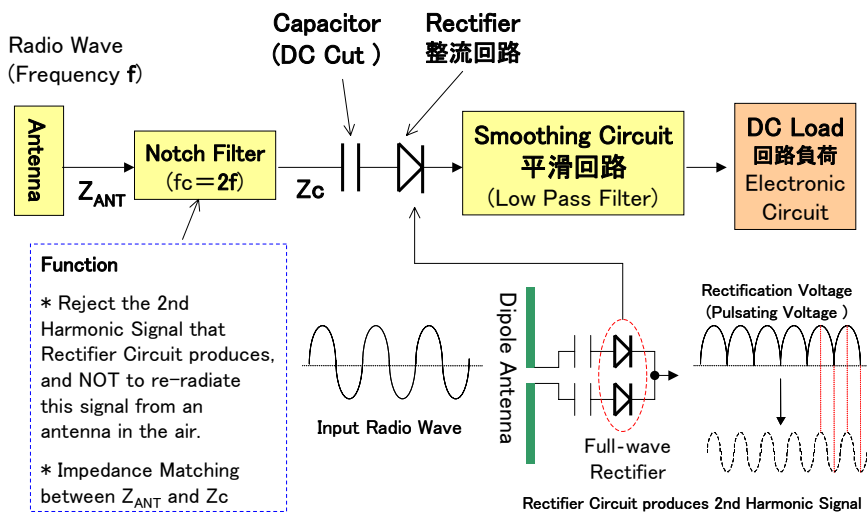 Radio Wave
(Frequency f)
Capacitor
(DC Cut )
Rectifier
整流回路
Antenna
Z_ANT
Notch Filter
(fc=2f)
Zc
Smoothing Circuit
平滑回路
(Low Pass Filter)
DC Load
回路負荷
Electronic
Circuit
Function
* Reject the 2nd
Harmonic Signal that
Rectifier Circuit produces,
and NOT to re-radiate
this signal from an
antenna in the air.
* Impedance Matching
between Z_ANT and Zc
Input Radio Wave
Dipole Antenna
Full-wave
Rectifier
Rectification Voltage
(Pulsating Voltage )
Rectifier Circuit produces 2nd Harmonic Signal